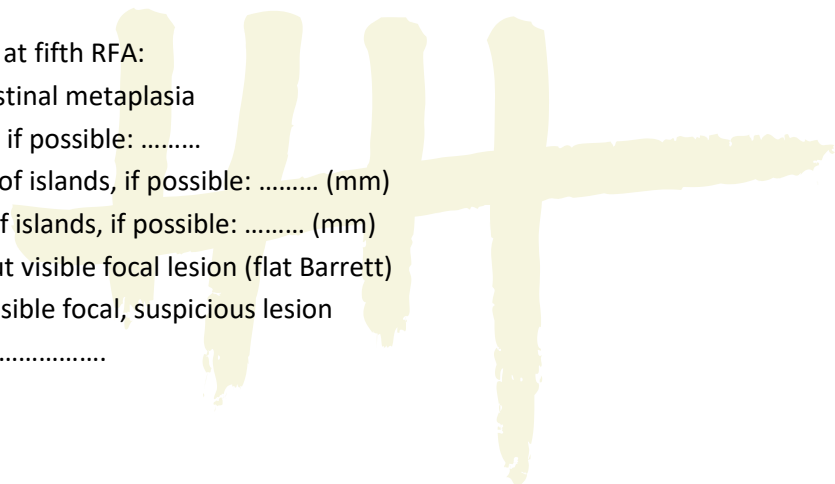 at fifth RFA:
stinal metaplasia
if possible: ………
of islands, if possible: ……… (mm)
f islands, if possible: ……… (mm)
ut visible focal lesion (flat Barrett)
sible focal, suspicious lesion
…………….